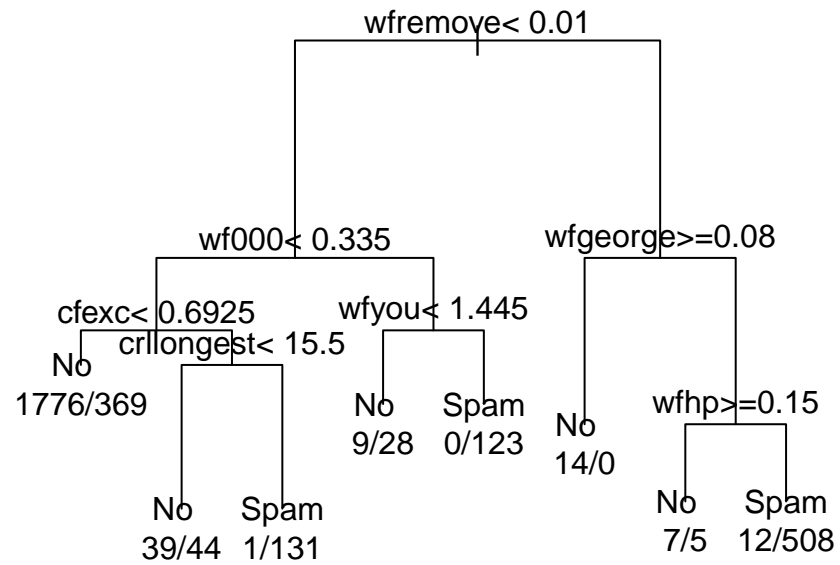 wfremove< 0.01
wf000< 0.335
wfgeorge>=0.08
cfexc< 0.6925
wfyou< 1.445
crllongest< 15.5
No
1776/369
No
9/28
Spam
0/123
No
14/0
wfhp>=0.15
No
39/44
Spam
1/131
No
7/5
Spam
12/508